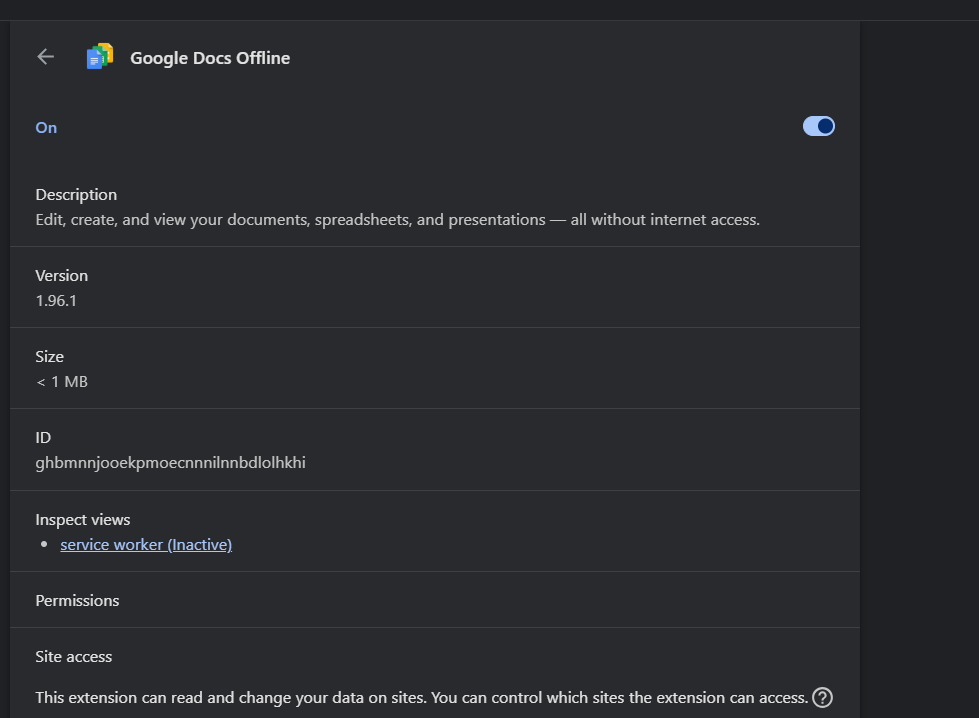 Google Docs Offline
On
Description
Edit, create, and view your documents, spreadsheets, and presentations — all without internet access.
Version
1.96.1
Size
< 1 MB
ID
ghbmnnjooekpmoecnnnilnnbdlolhkhi
Inspect views
service worker (Inactive)
Permissions
Site access
This extension can read and change your data on sites. You can control which sites the extension can access.